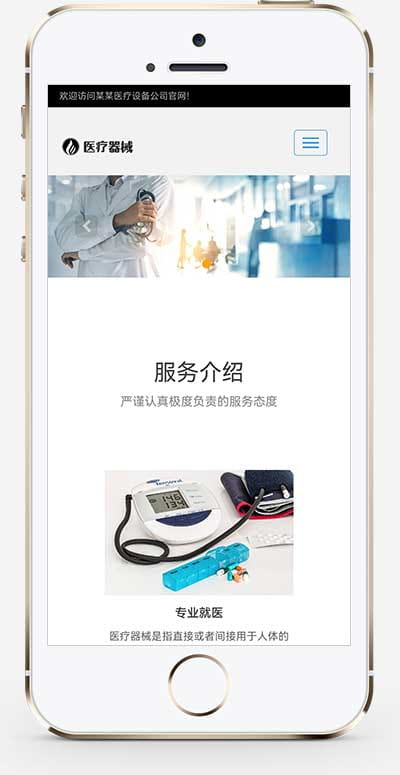 欢迎访问某某医疗设备公司官网!
医疗器械
服务介绍
严谨认真极度负责的服务态度
146
134
专业就医
医疗器械是指直接或者间接用于人体的